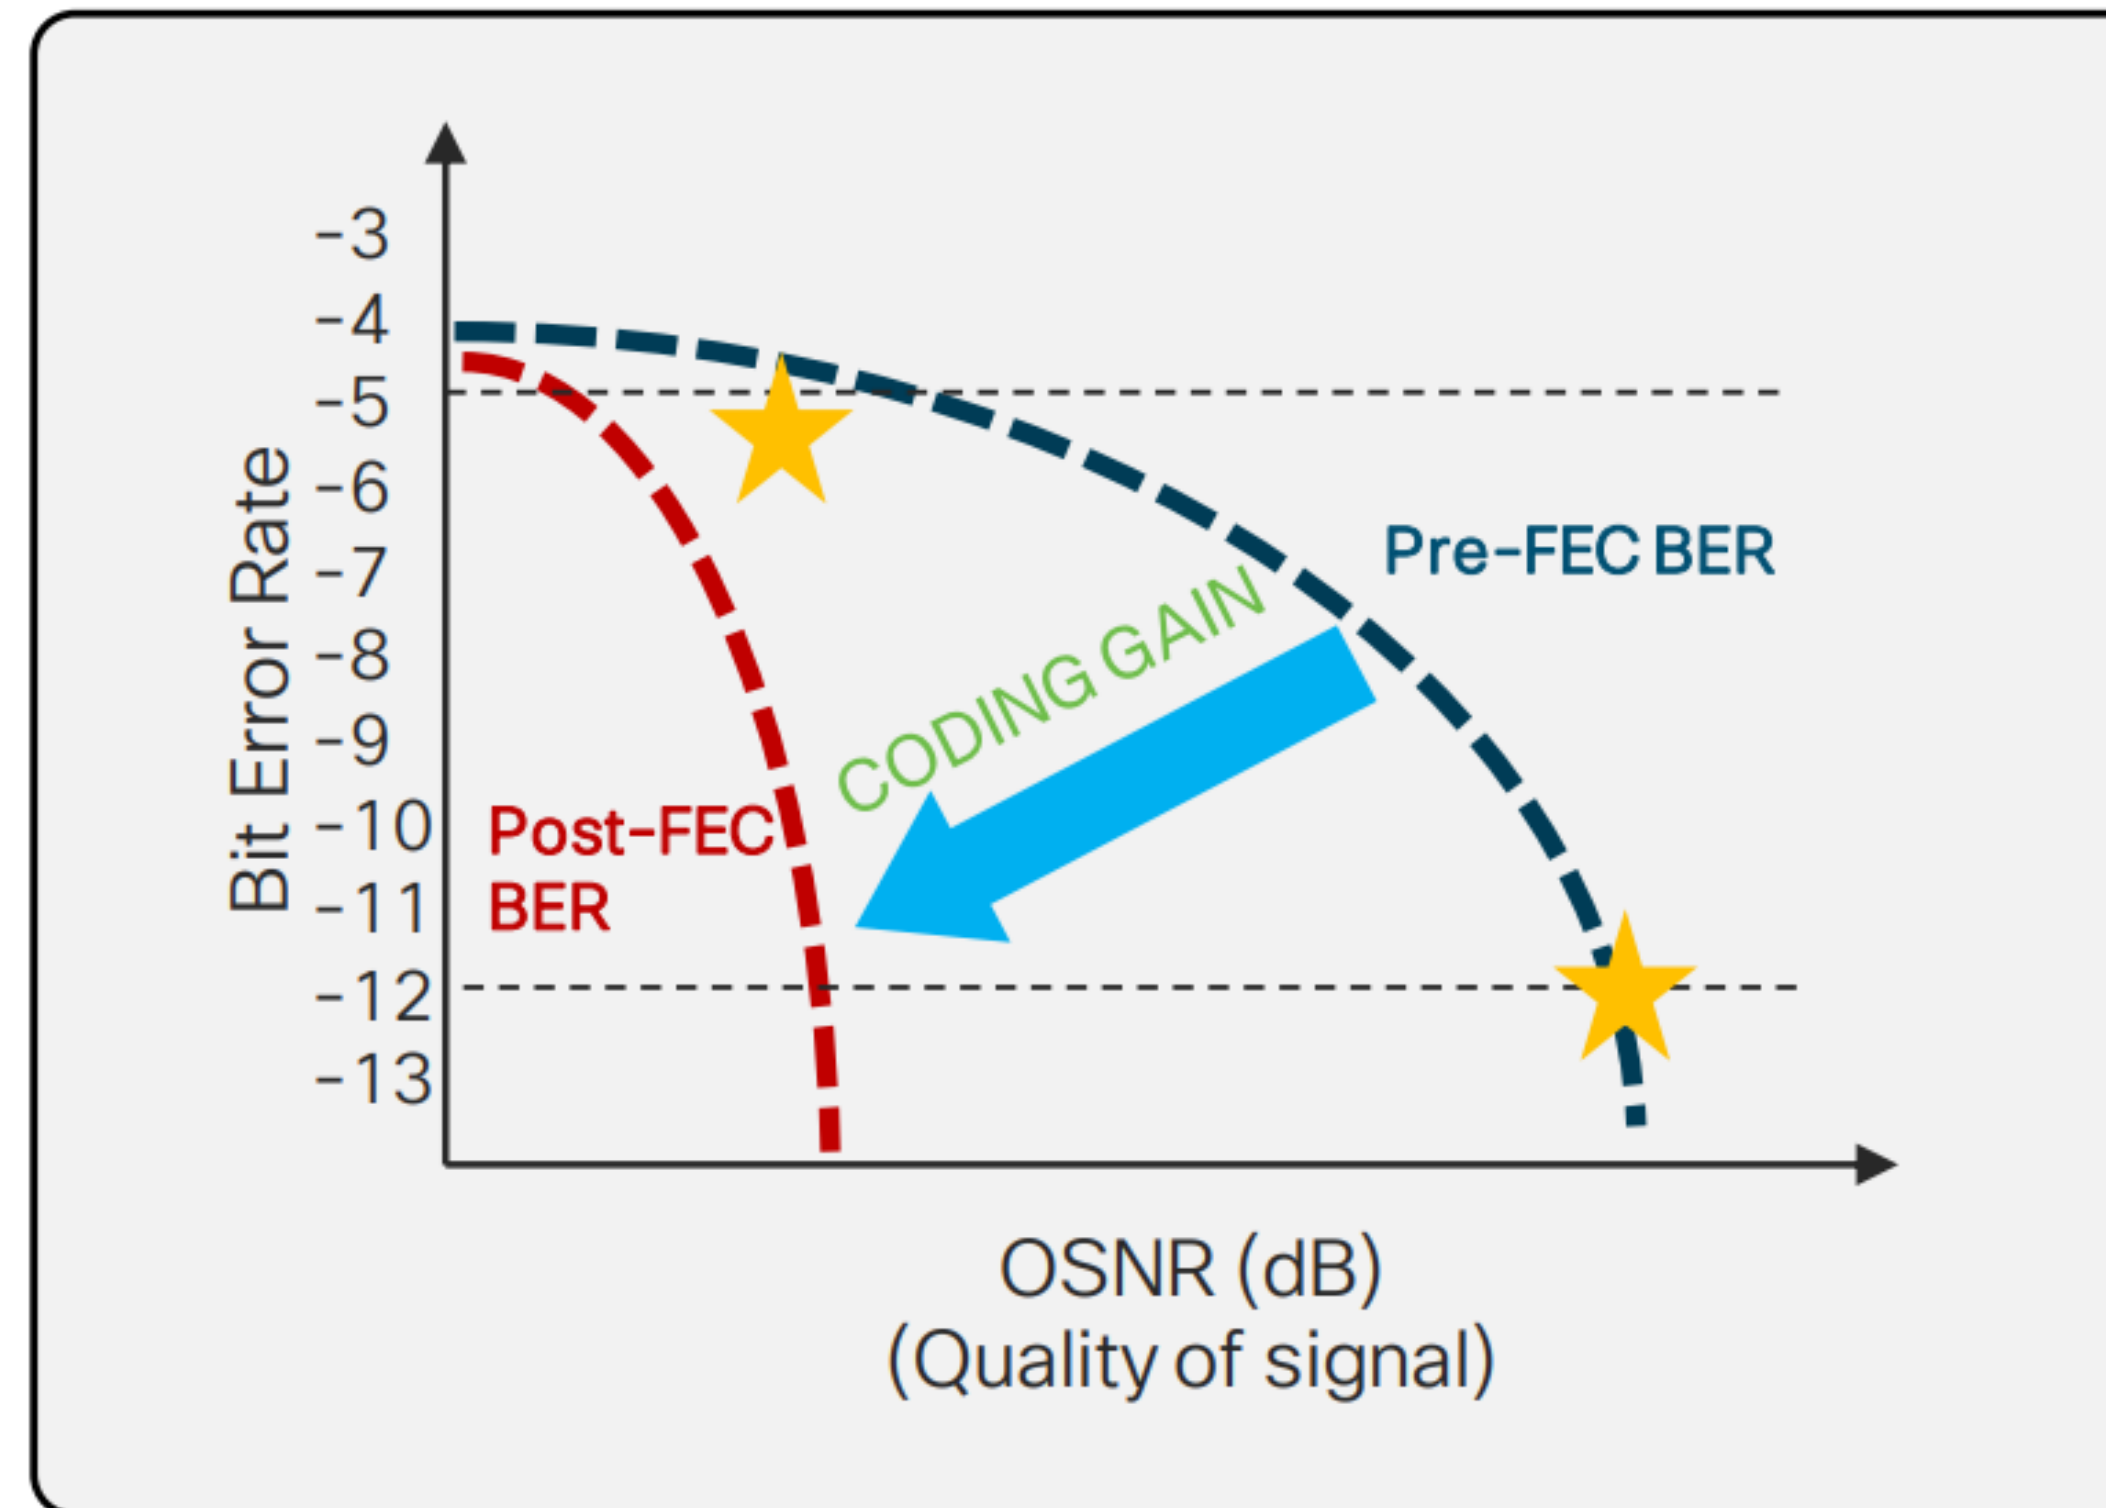 Bit Error Rate
-3
-4
-5
-6
-7
-8
-9
-10
-11
-12
-13
Pre-FEC BER
CODING GAIN
Post-FEC
BER
OSNR (dB)
(Quality of signal)